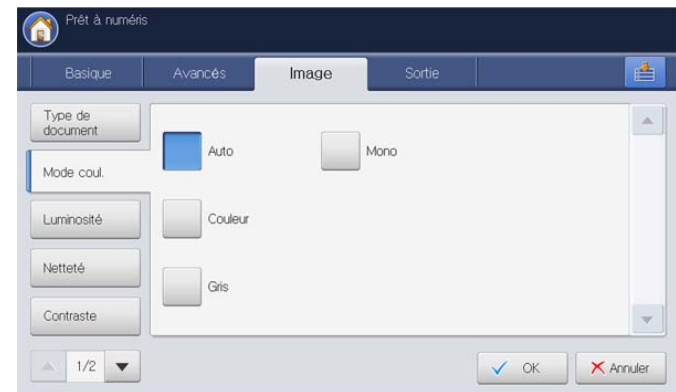 Prêt à numéris
Basique Avancés Image Sortie
Type de
document
Mode coul.
Luminosité
Netteté
Contraste
Auto Mono
Couleur
Gris
1/2
OK Annuler